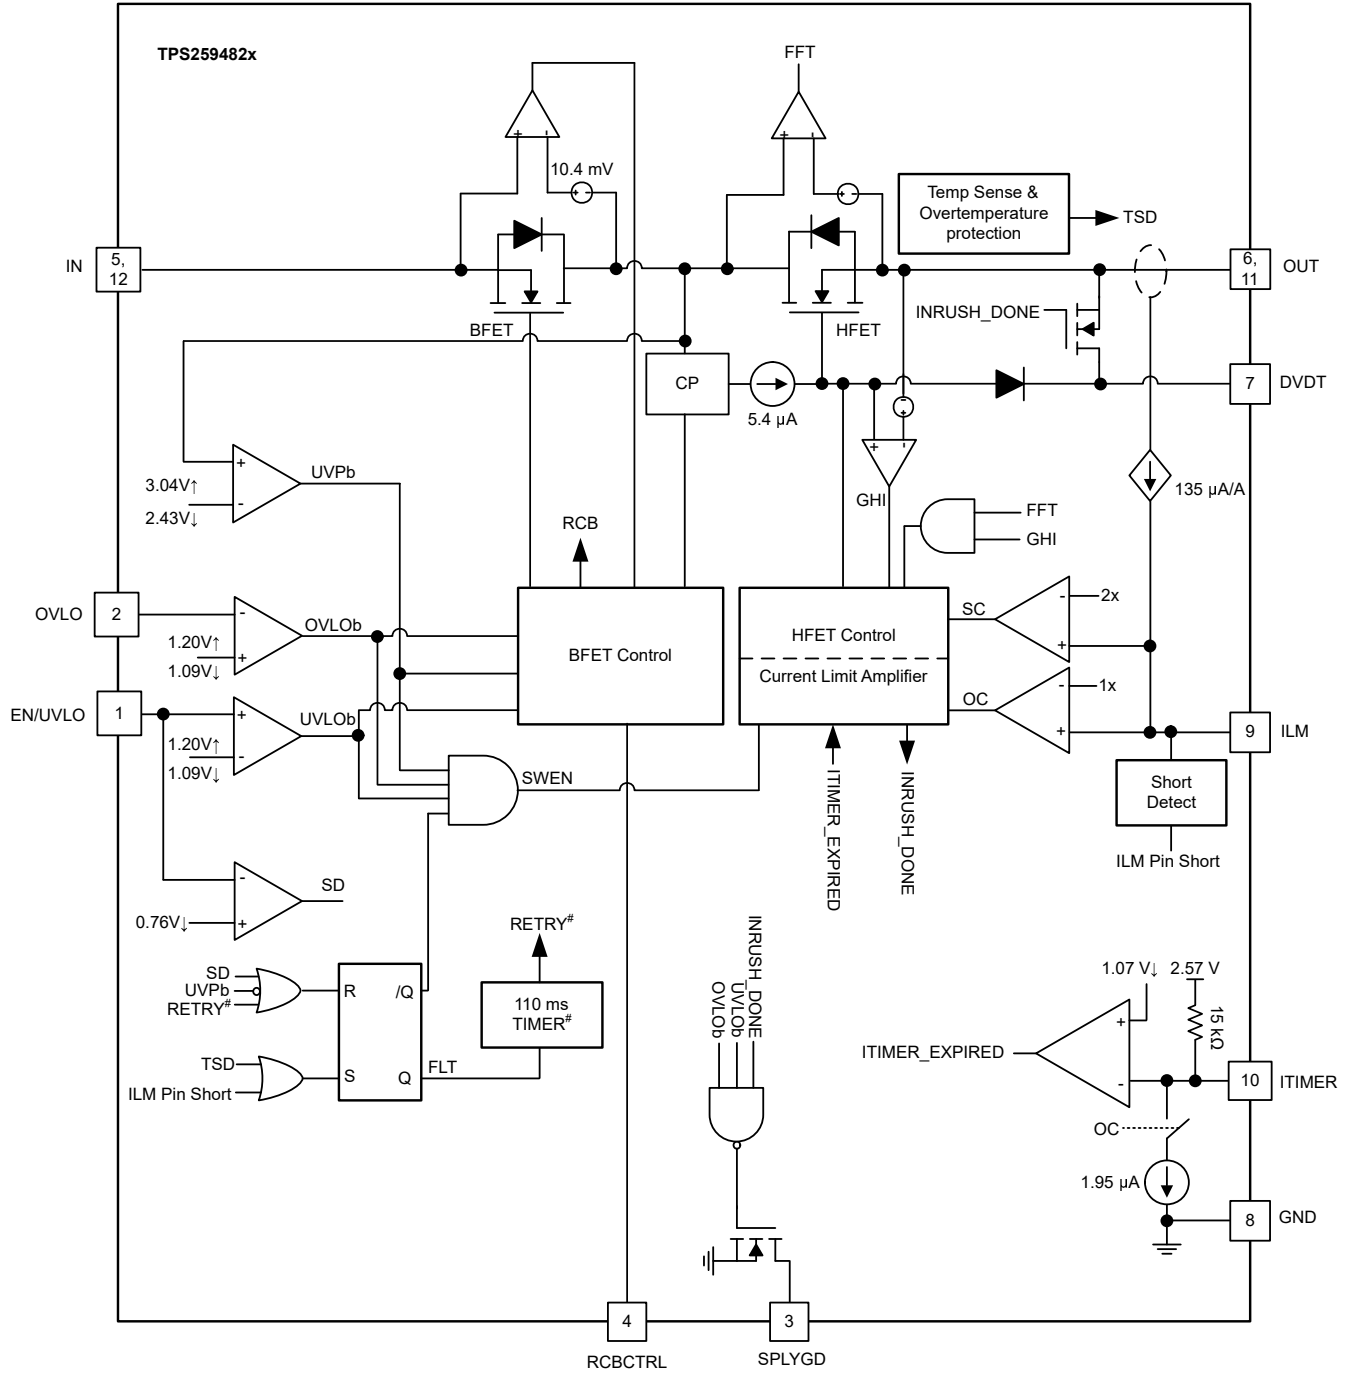 TPS259482x
FFT
+
-
+
-
10.4 mV
+ -
+ -
Temp Sense &
Overtemperature
protection
TSD
IN
5,
12
6,
11
OUT
BFET
HFET
INRUSH_DONE
CP
5.4 µA
7
DVDT
-
+
+
-
GHI
UVPb
+
-
3.04V↑
2.43V↓
135 µA/A
RCB
FFT
GHI
OVLO
2
-
+
OVLOb
1.20V↑
1.09V↓
BFET Control
HFET Control
Current Limit Amplifier
SC
-
+
2x
EN/UVLO
1
+
-
UVLOb
1.20V↑
1.09V↓
OC
-
+
1x
9
ILM
SWEN
ITIMER_EXPIRED
INRUSH_DONE
Short
Detect
ILM Pin Short
-
+
SD
0.76V↓
RETRY#
SD
UVPb
RETRY#
R
/Q
110 ms
TIMER#
TSD
ILM Pin Short
S
Q
FLT
OVLOb
UVLOb
INRUSH_DONE
1.07 V↓
2.57 V
15 kΩ
+
-
ITIMER_EXPIRED
10
ITIMER
OC
1.95 µA
8
GND
4
RCBCTRL
3
SPLYGD